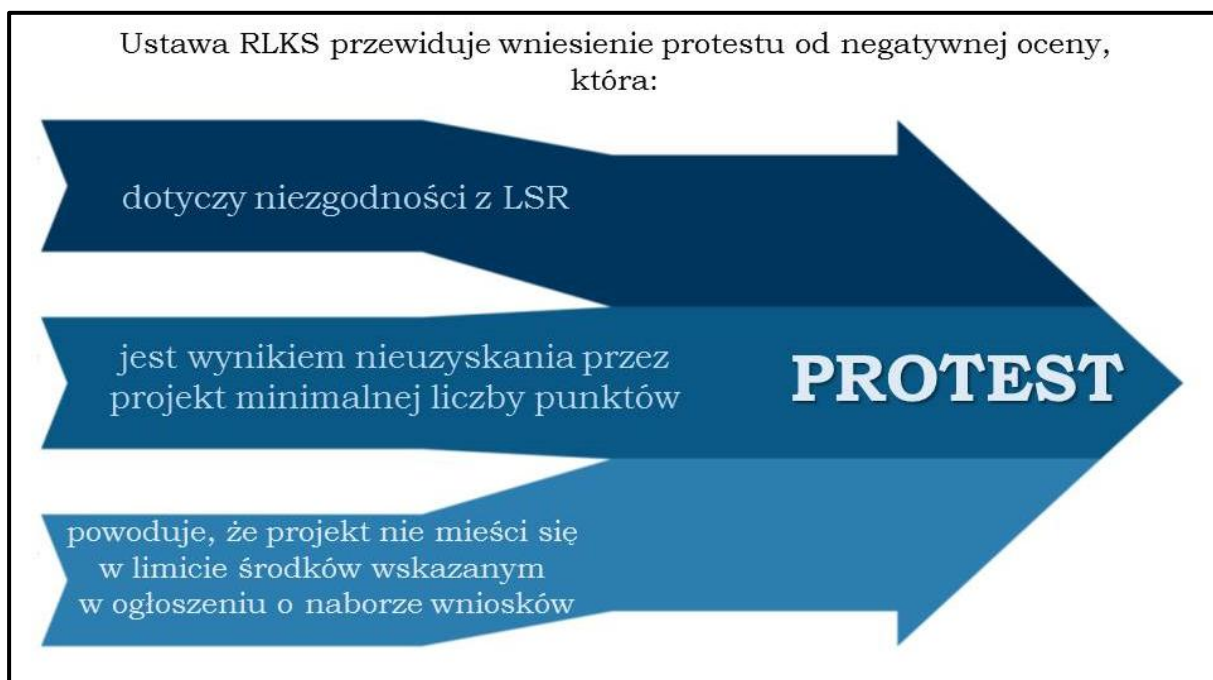 Ustawa RLKS przewiduje wniesienie protestu od negatywnej oceny,
która:
dotyczy niezgodności z LSR
jest wynikiem nieuzyskania przez
projekt minimalnej liczby punktów
PROTEST
powoduje, że projekt nie mieści się
w limicie środków wskazanym
w ogłoszeniu o naborze wniosków